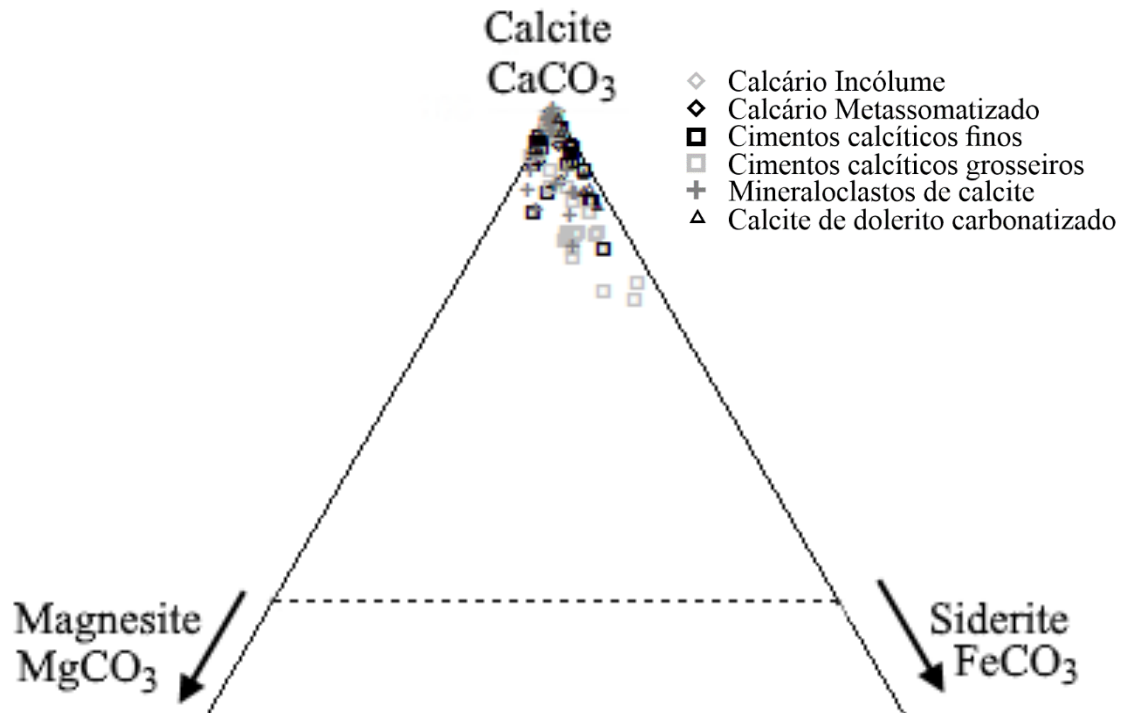 Calcite
CaCO₃
Calcário Incólume
Calcário Metassomatizado
Cimentos calcíticos finos
Cimentos calcíticos grosseiros
Mineraloclastos de calcite
Calcite de dolerito carbonatizado
Magnesite
MgCO₃
Siderite
FeCO₃